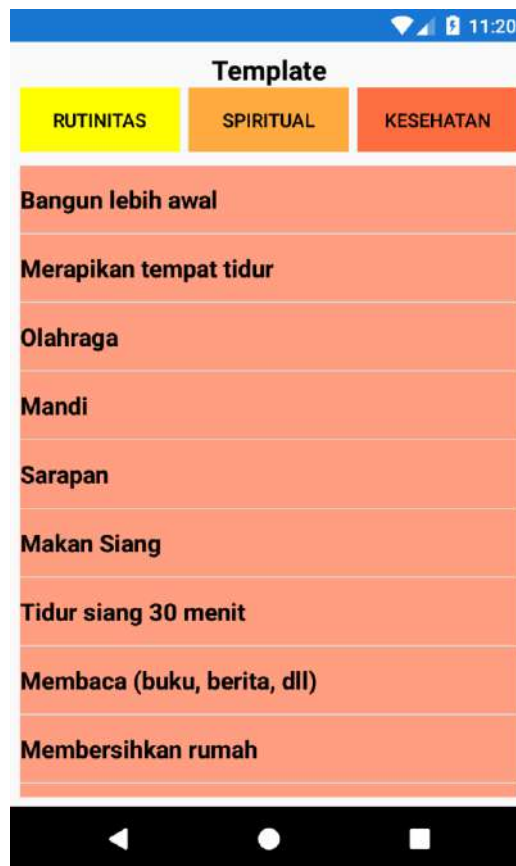 11:20
Template
RUTINITAS SPIRITUAL KESEHATAN
Bangun lebih awal
Merapikan tempat tidur
Olahraga
Mandi
Sarapan
Makan Siang
Tidur siang 30 menit
Membaca (buku, berita, dll)
Membersihkan rumah